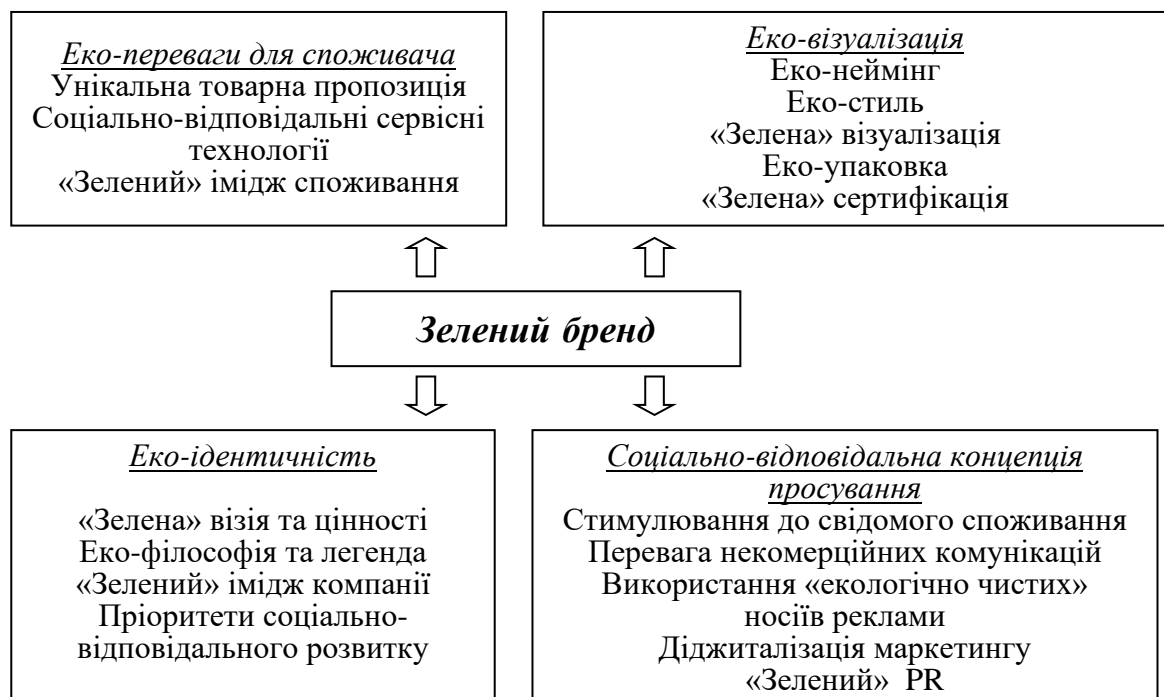 Еко-переваги для споживача
Унікальна товарна пропозиція
Соціально-відповідальні сервісні
технології
«Зелений» імідж споживання
Еко-візуалізація
Еко-неймінг
Еко-стиль
«Зелена» візуалізація
Еко-упаковка
«Зелена» сертифікація
Зелений бренд
Еко-ідентичність
«Зелена» візія та цінності
Еко-філософія та легенда
«Зелений» імідж компанії
Пріоритети соціально-
відповідального розвитку
Соціально-відповідальна концепція
просування
Стимулювання до свідомого споживання
Перевага некомерційних комунікацій
Використання «екологічно чистих»
носіїв реклами
Діджиталізація маркетингу
«Зелений» PR